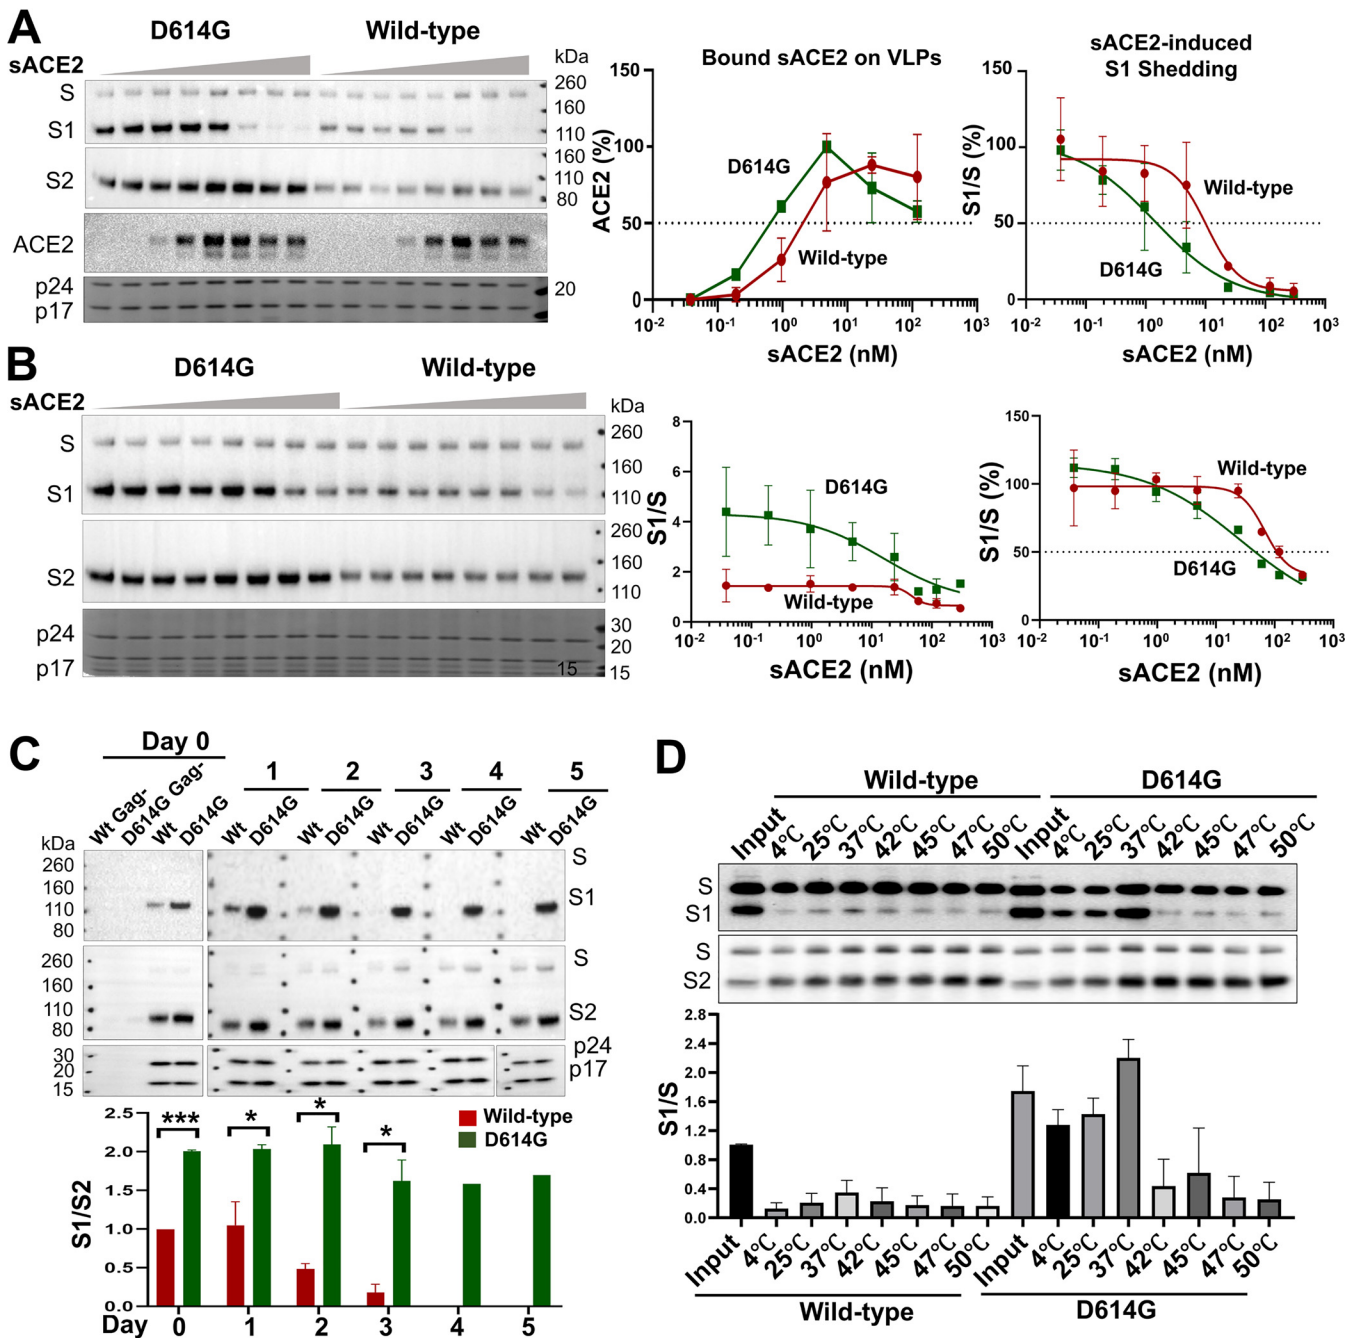 A
D614G
Wild-type
sACE2
kDa
S
S1
S2
ACE2
p24
p17
260
160
110
160
110
80
20
Bound sACE2 on VLPs
ACE2 (%)
150
100
50
0
D614G
Wild-type
10-2
10-1
100
101
102
103
sACE2 (nM)
sACE2-induced
S1 Shedding
S1/S (%)
150
100
50
0
Wild-type
D614G
10-2
10-1
100
101
102
103
sACE2 (nM)
B
D614G
Wild-type
sACE2
kDa
S
S1
S2
p24
p17
260
160
110
260
160
110
30
20
15
15
S1/S
8
6
4
2
0
D614G
Wild-type
10-2
10-1
100
101
102
103
sACE2 (nM)
S1/S (%)
150
100
50
0
Wild-type
D614G
10-2
10-1
100
101
102
103
sACE2 (nM)
C
Day 0
1
2
3
4
5
Wt Gag-
D614G Gag-
Wt
D614G
Wt
D614G
Wt
D614G
Wt
D614G
Wt
D614G
Wt
D614G
kDa
260
160
110
80
S
S1
260
160
110
80
S
S2
30
20
15
p24
p17
S1/S2
2.5
2.0
1.5
1.0
0.5
0.0
***
*
*
*
Wild-type
D614G
Day
0
1
2
3
4
5
D
Wild-type
D614G
Input
4°C
25°C
37°C
42°C
45°C
47°C
50°C
Input
4°C
25°C
37°C
42°C
45°C
47°C
50°C
S
S1
S
S2
S1/S
2.8
2.4
2.0
1.6
1.2
0.8
0.4
0.0
Input
4°C
25°C
37°C
42°C
45°C
47°C
50°C
Input
4°C
25°C
37°C
42°C
45°C
47°C
50°C
Wild-type
D614G